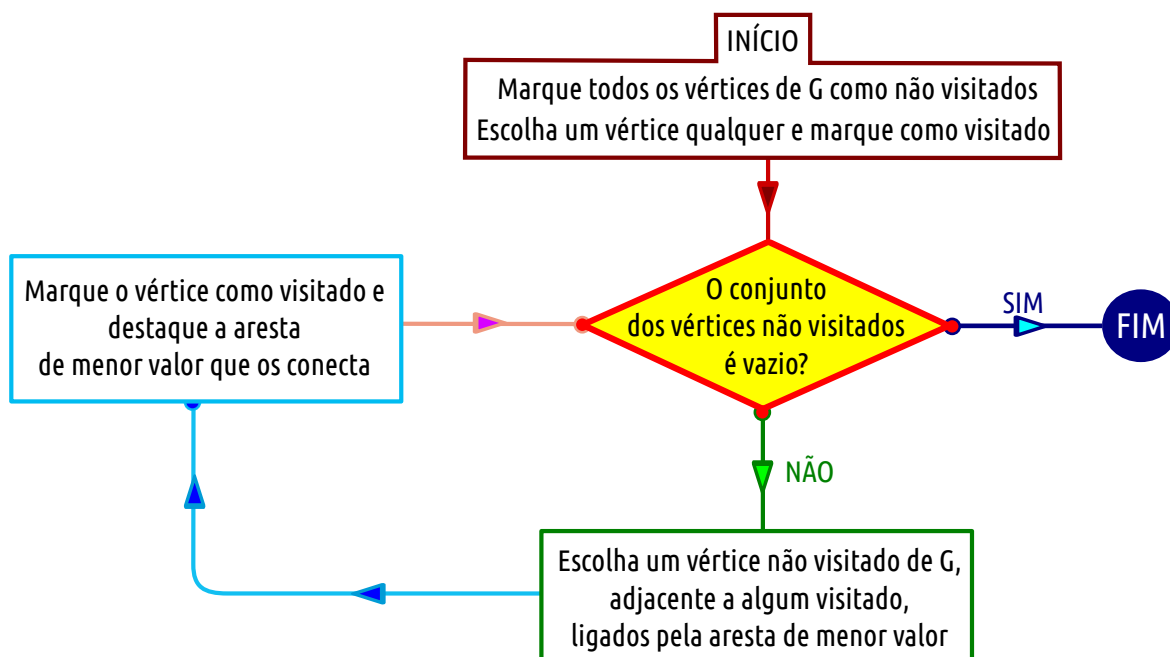 INÍCIO
Marque todos os vértices de G como não visitados
Escolha um vértice qualquer e marque como visitado
O conjunto
dos vértices não visitados
é vazio?
SIM
FIM
NÃO
Escolha um vértice não visitado de G,
adjacente a algum visitado,
ligados pela aresta de menor valor
Marque o vértice como visitado e
destaque a aresta
de menor valor que os conecta